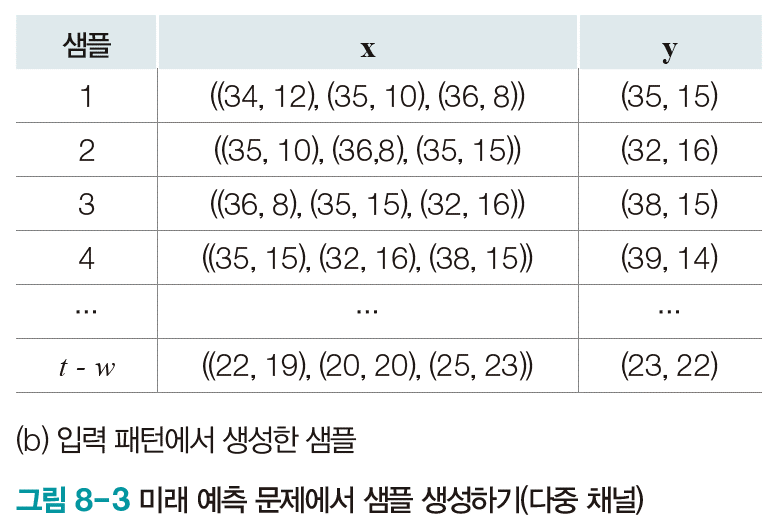 샘플 x y
1 ((34, 12), (35, 10), (36, 8)) (35, 15)
2 ((35, 10), (36,8), (35, 15)) (32, 16)
3 ((36, 8), (35, 15), (32, 16)) (38, 15)
4 ((35, 15), (32, 16), (38, 15)) (39, 14)
... ... ...
t - w ((22, 19), (20, 20), (25, 23)) (23, 22)
(b) 입력 패턴에서 생성한 샘플
그림 8-3 미래 예측 문제에서 샘플 생성하기(다중 채널)